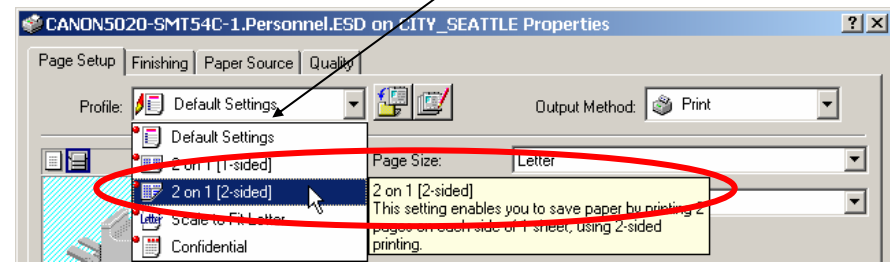 CANON5020-SMT54C-1.Personnel.ESD on CITY_SEATTLE Properties
Page Setup Finishing Paper Source Quality
Profile: Default Settings Output Method: Print
Default Settings
2 on 1 [1-sided] Page Size: Letter
2 on 1 [2-sided] 2 on 1 [2-sided]
This setting enables you to save paper by printing 2
Letter Scale to Fit Letter pages on each side of 1 sheet, using 2-sided
Confidential printing.